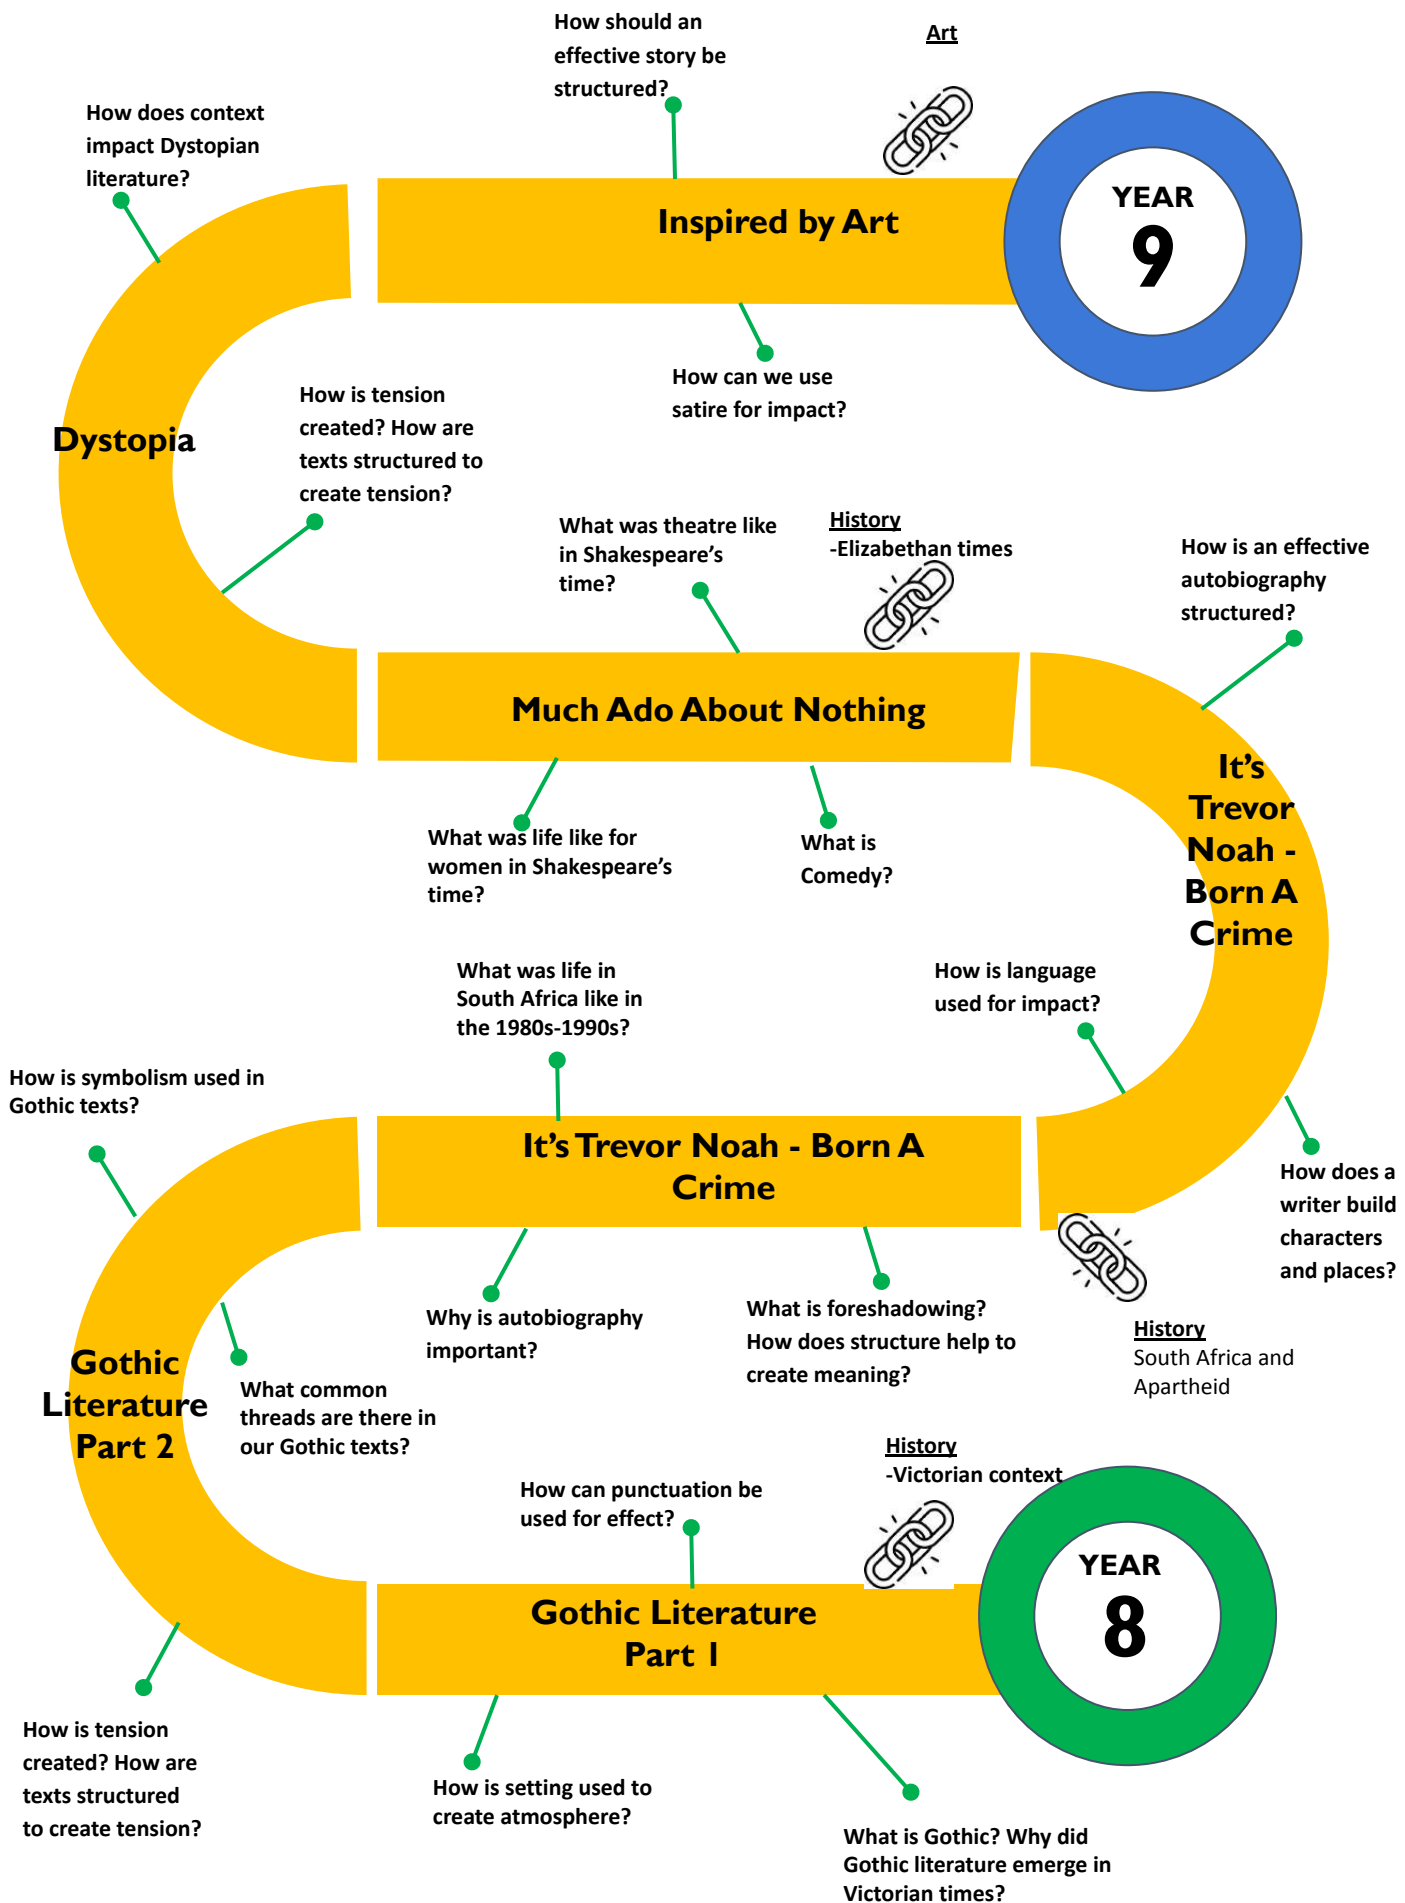 How should an
effective story be
structured?
Art
How does context
impact Dystopian
literature?
YEAR
9
Inspired by Art
How can we use
satire for impact?
How is tension
created? How are
texts structured to
create tension?
Dystopia
What was theatre like
in Shakespeare's
time?
History
-Elizabethan times
How is an effective
autobiography
structured?
Much Ado About Nothing
It's
Trevor
Noah -
Born A
Crime
What was life like for
women in Shakespeare's
time?
What is
Comedy?
What was life in
South Africa like in
the 1980s-1990s?
How is language
used for impact?
How is symbolism used in
Gothic texts?
It's Trevor Noah - Born A
Crime
How does a
writer build
characters
and places?
Why is autobiography
important?
What is foreshadowing?
How does structure help to
create meaning?
History
South Africa and
Apartheid
Gothic
Literature
Part 2
What common
threads are there in
our Gothic texts?
History
-Victorian context
How can punctuation be
used for effect?
YEAR
8
Gothic Literature
Part 1
How is tension
created? How are
texts structured
to create tension?
How is setting used to
create atmosphere?
What is Gothic? Why did
Gothic literature emerge in
Victorian times?